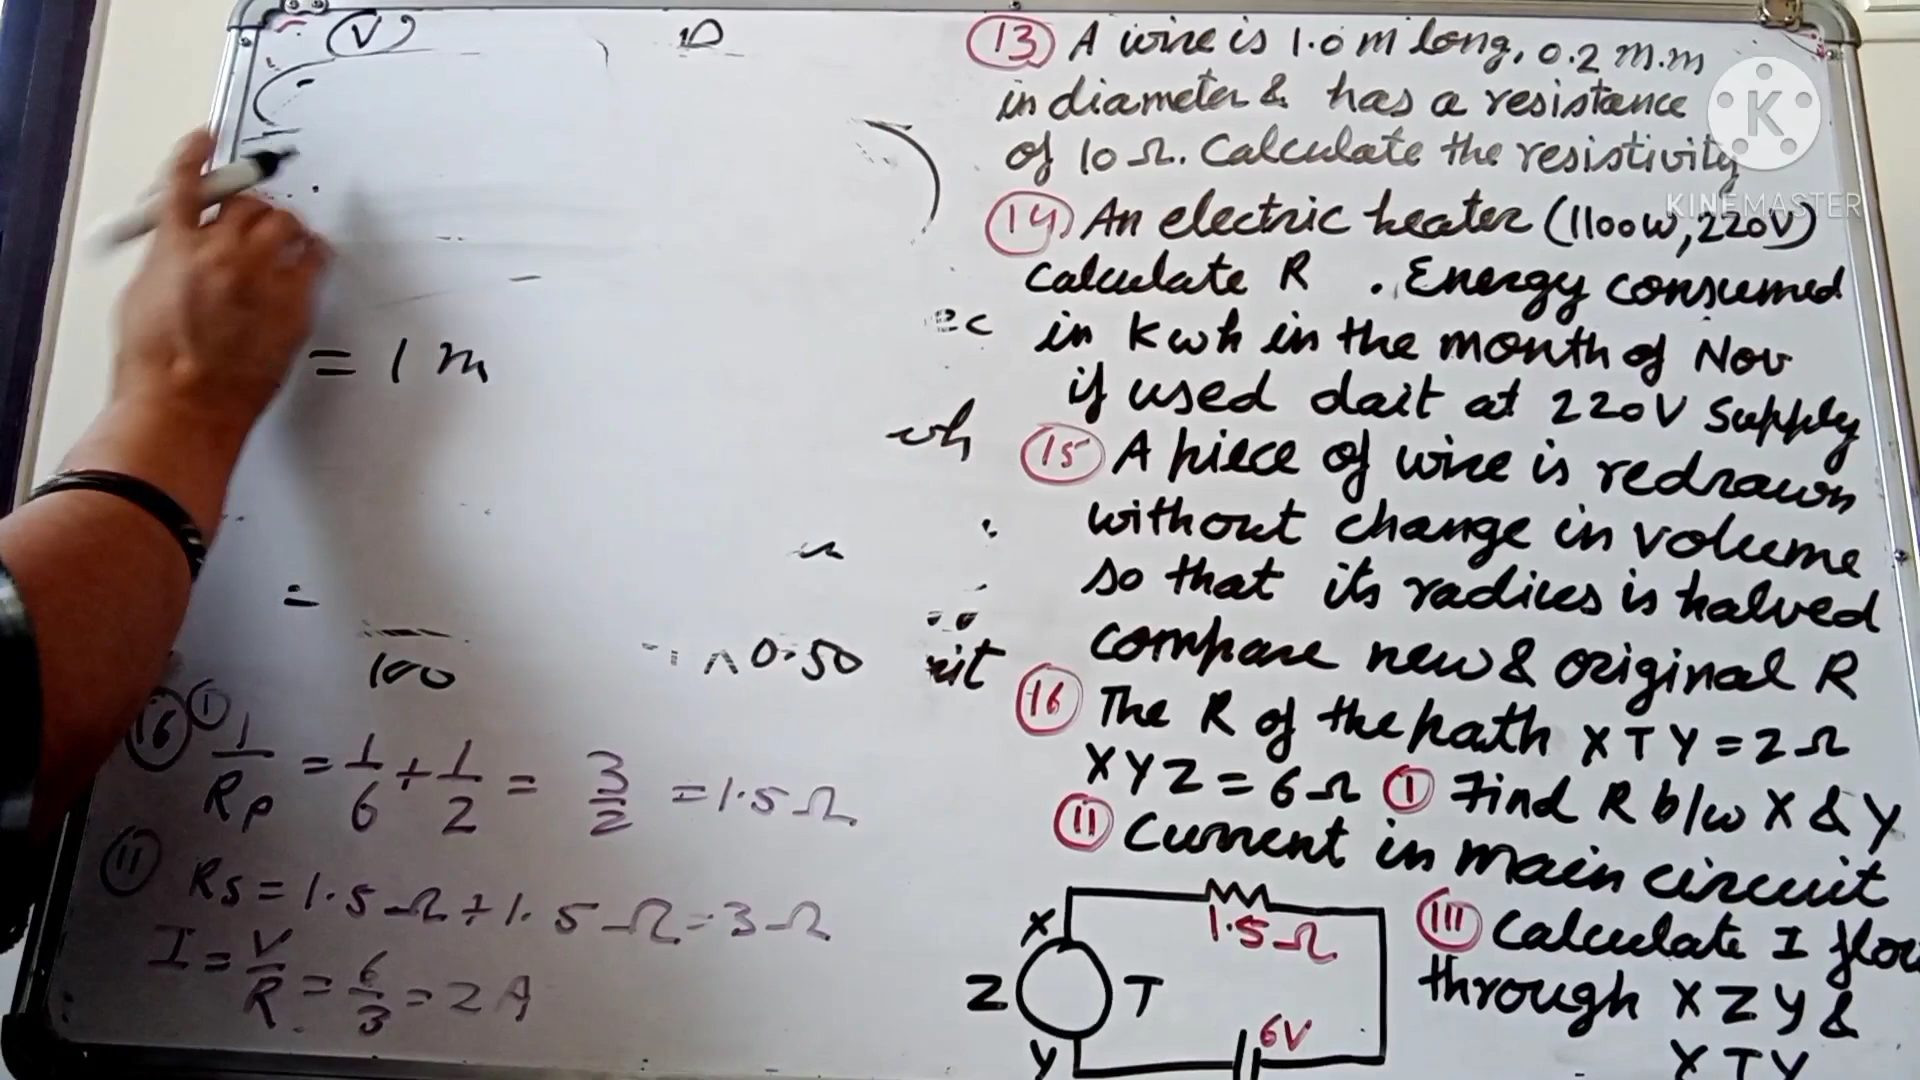 (V)
= 1 m
100
0.50
16 (I) 1/Rp = 1/6 + 1/2 = 3/2 = 1.5 Ω
(II) Rs = 1.5 Ω + 1.5 Ω = 3 Ω
I = V/R = 6/3 = 2 A
13 A wire is 1.0 m long, 0.2 m.m
in diameter & has a resistance
of 10 Ω. Calculate the resistivity
14 An electric heater (1100W, 220V)
Calculate R . Energy consumed
in Kwh in the month of Nov
if used dait at 220V supply
15 A piece of wire is redrawn
without change in volume
so that its radius is halved
compare new & original R
16 The R of the path XTY = 2 Ω
XYZ = 6 Ω (I) Find R b/w X & Y
(II) Current in main circuit
(III) Calculate I flow
through XZY &
XTY
X
1.5 Ω
Z T
Y 6V
K
KINEMASTER